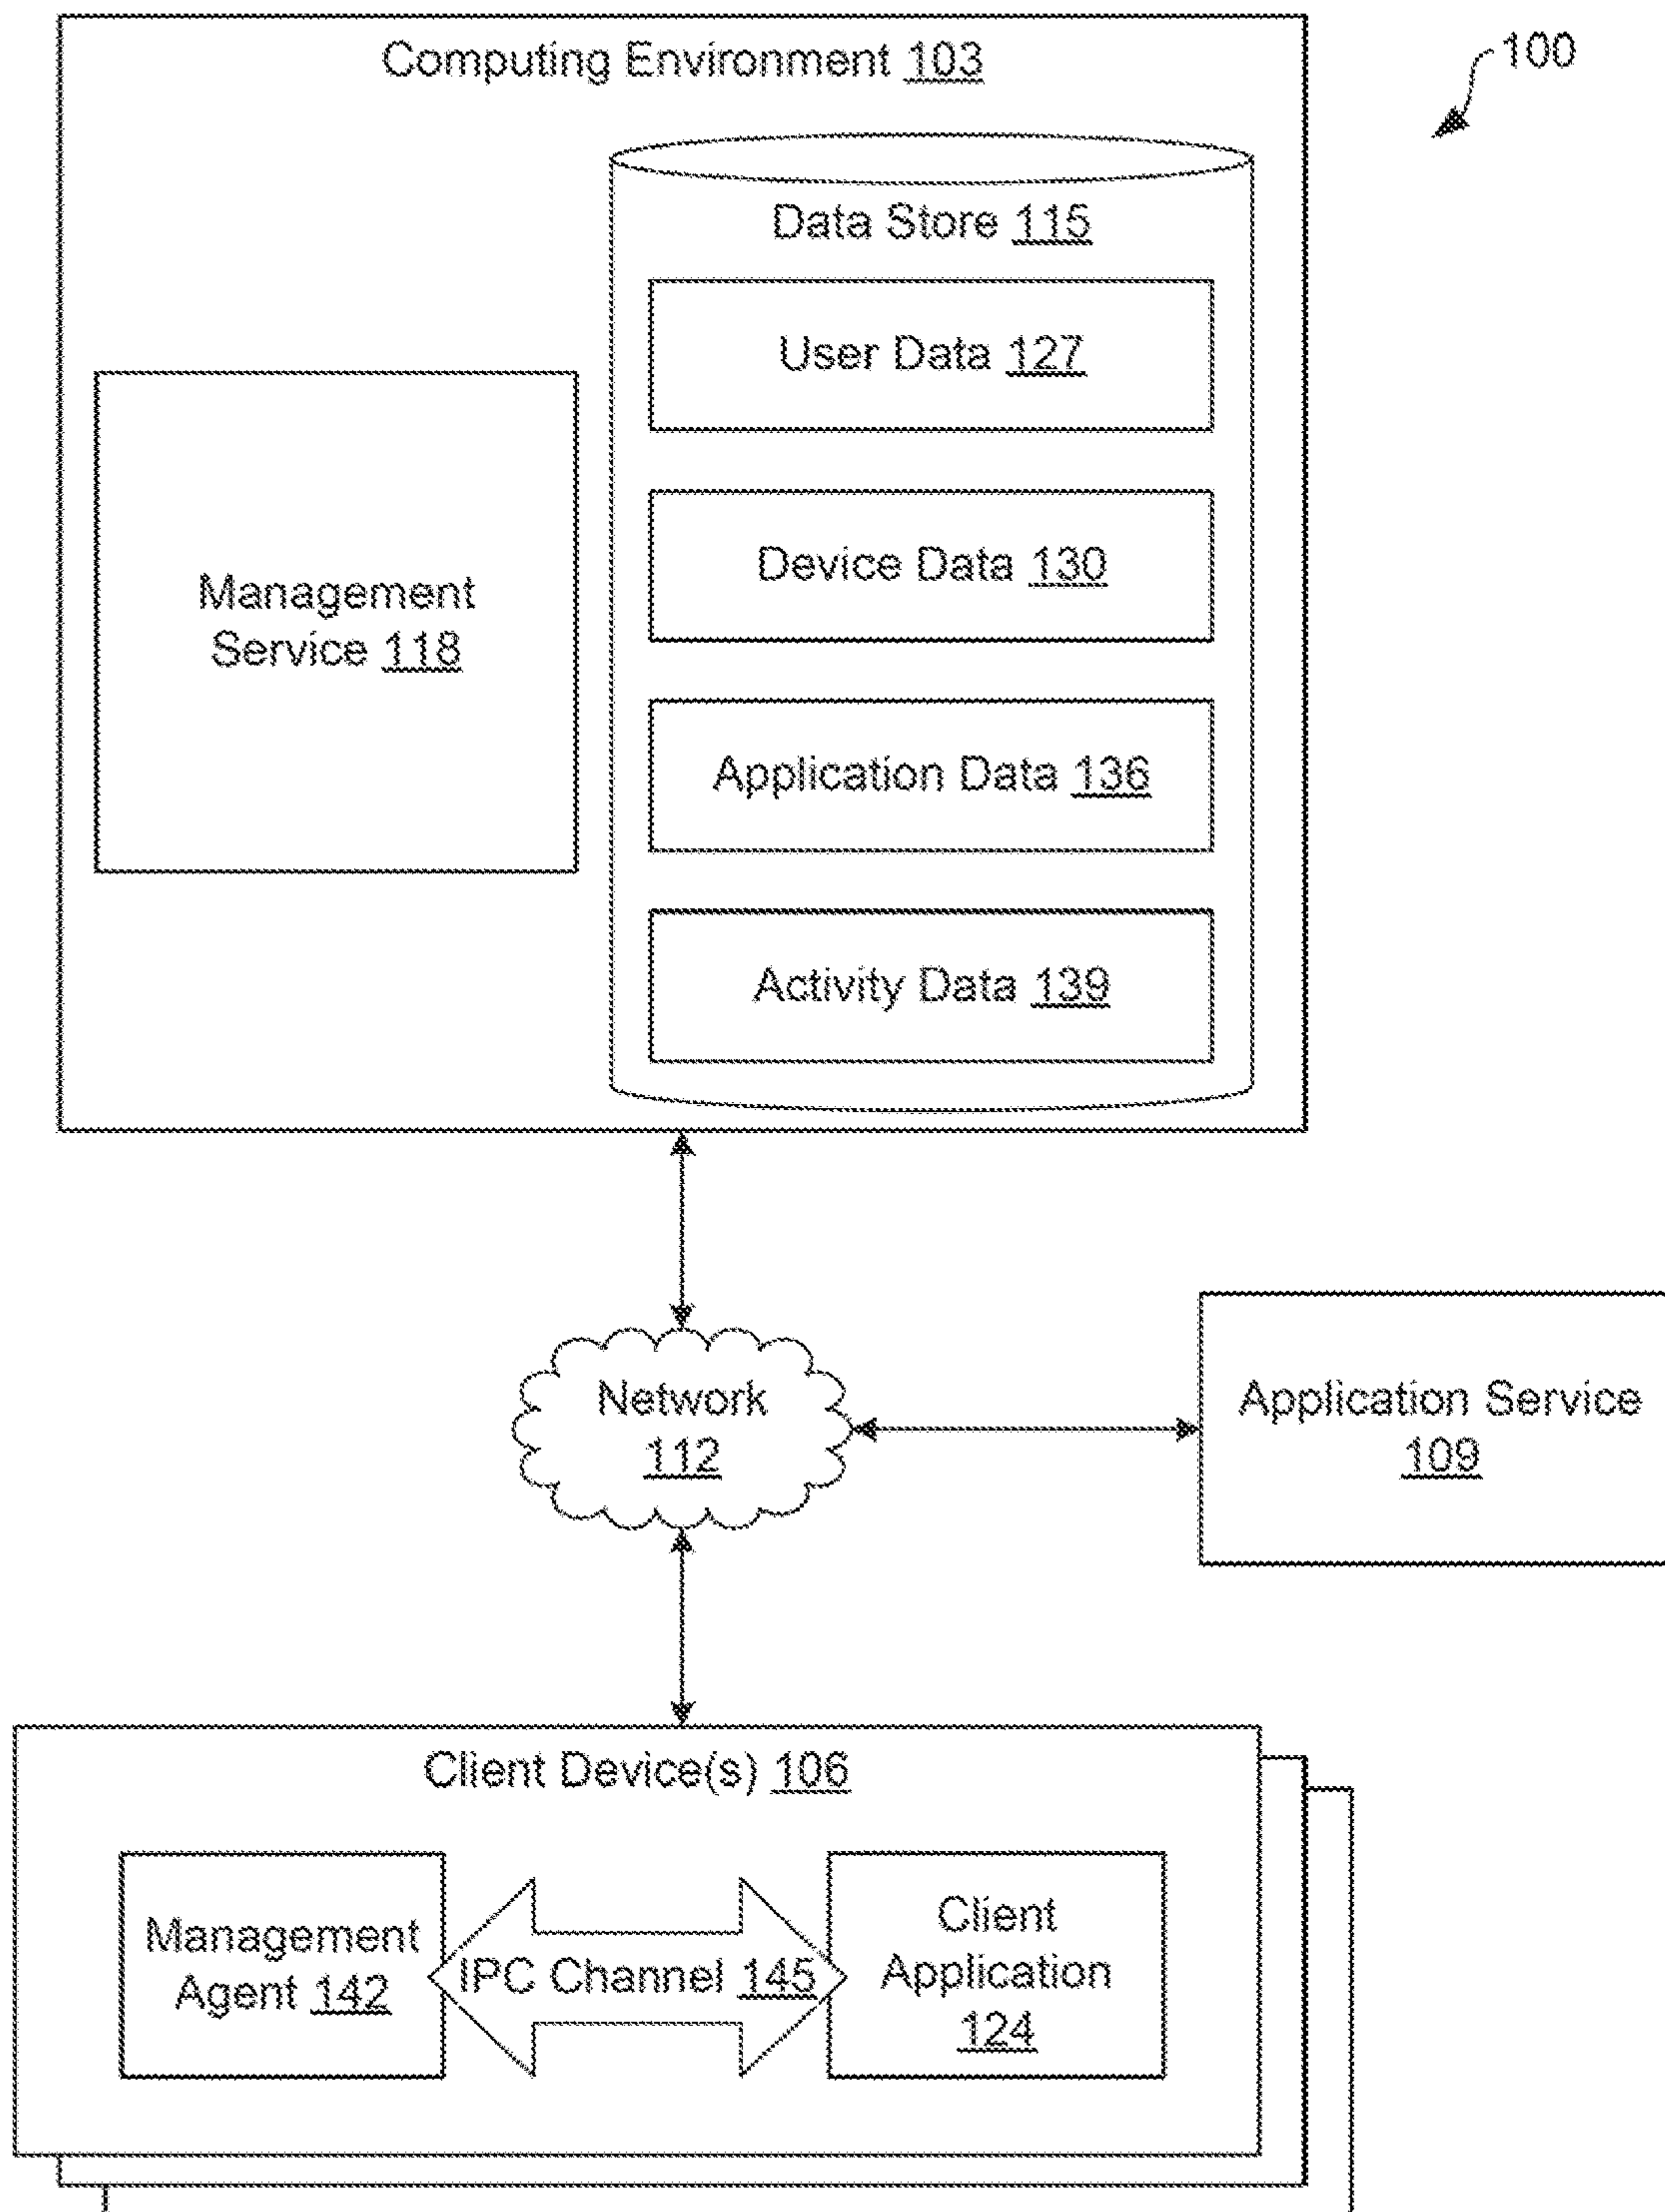 Computing Environment 103
100
Data Store 115
User Data 127
Device Data 130
Management
Service 118
Application Data 136
Activity Data 139
Network
112
Application Service
109
Client Device(s) 106
Management
Agent 142
IPC Channel 145
Client
Application
124